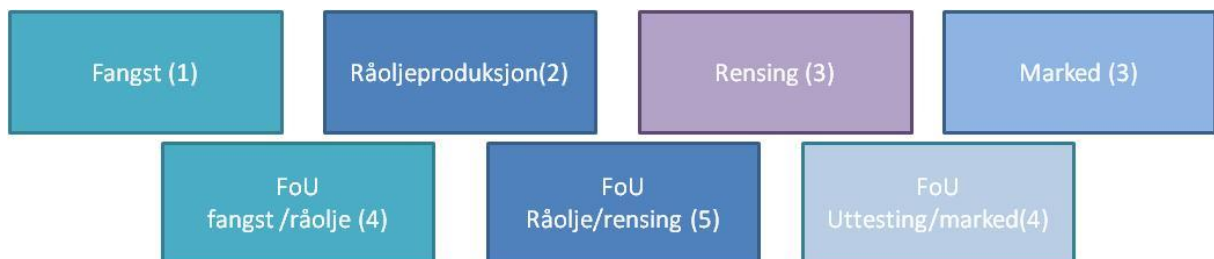 Fangst (1)
Råoljeproduksjon(2)
Rensing (3)
Marked (3)
FoU
fangst /råolje (4)
FoU
Råolje/rensing (5)
FoU
Uttesting/marked(4)